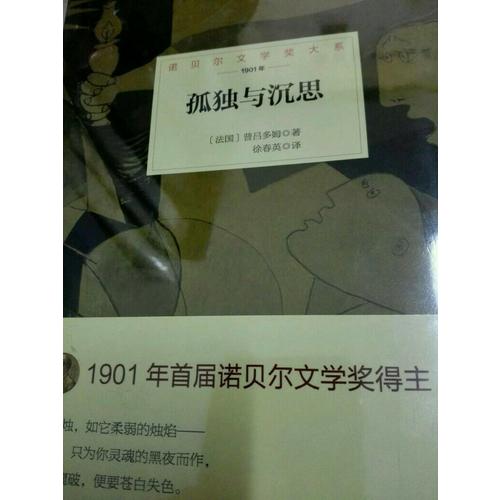 诺贝尔文学奖大系
1901年
孤独与沉思
[法国]普吕多姆◎著
徐春英◎译
1901年首届诺贝尔文学奖得主
烛，如它柔弱的烛焰——
只为你灵魂的黑夜而作，
破，便要苍白失色。